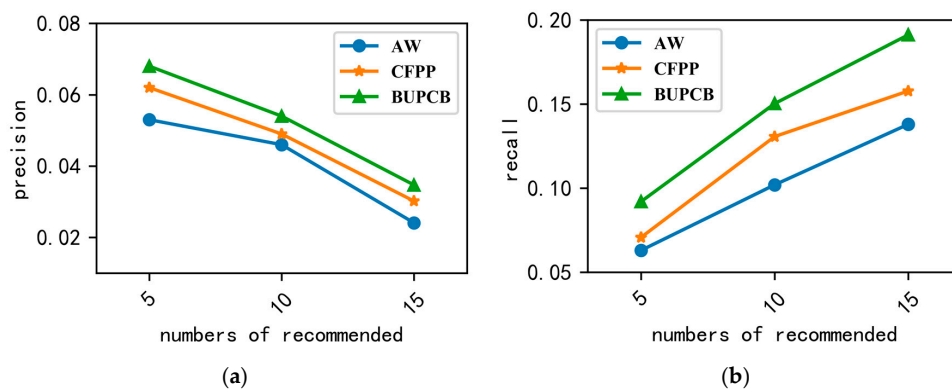 0.08
0.06
0.04
0.02
precision
AW
CFPP
BUPCB
5
10
15
numbers of recommended
(a)
0.20
0.15
0.10
0.05
recall
AW
CFPP
BUPCB
5
10
15
numbers of recommended
(b)